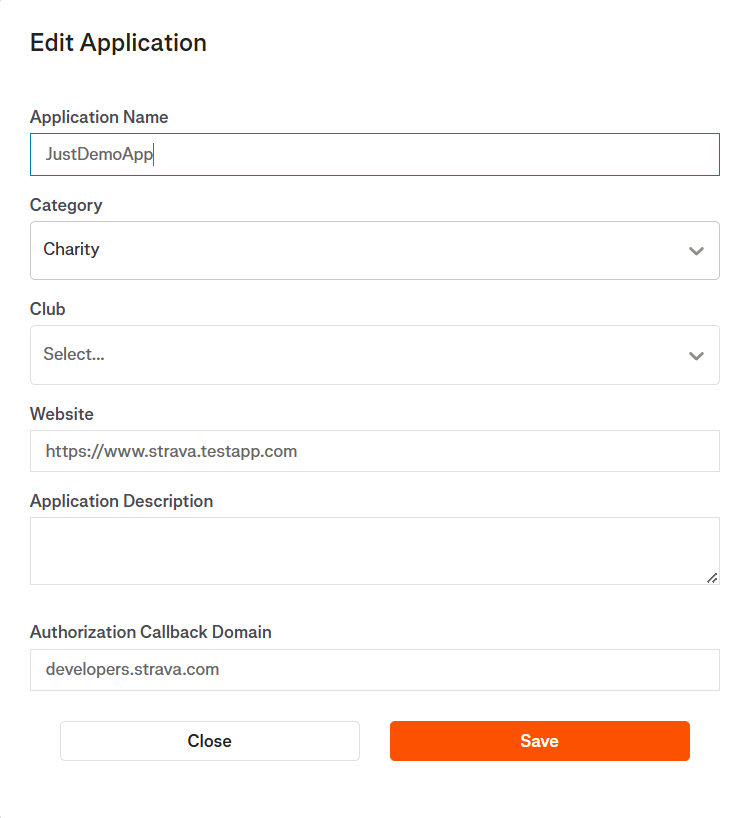 Edit Application
Application Name
JustDemoApp
Category
Charity
Club
Select...
Website
https://www.strava.testapp.com
Application Description
Authorization Callback Domain
developers.strava.com
Close Save